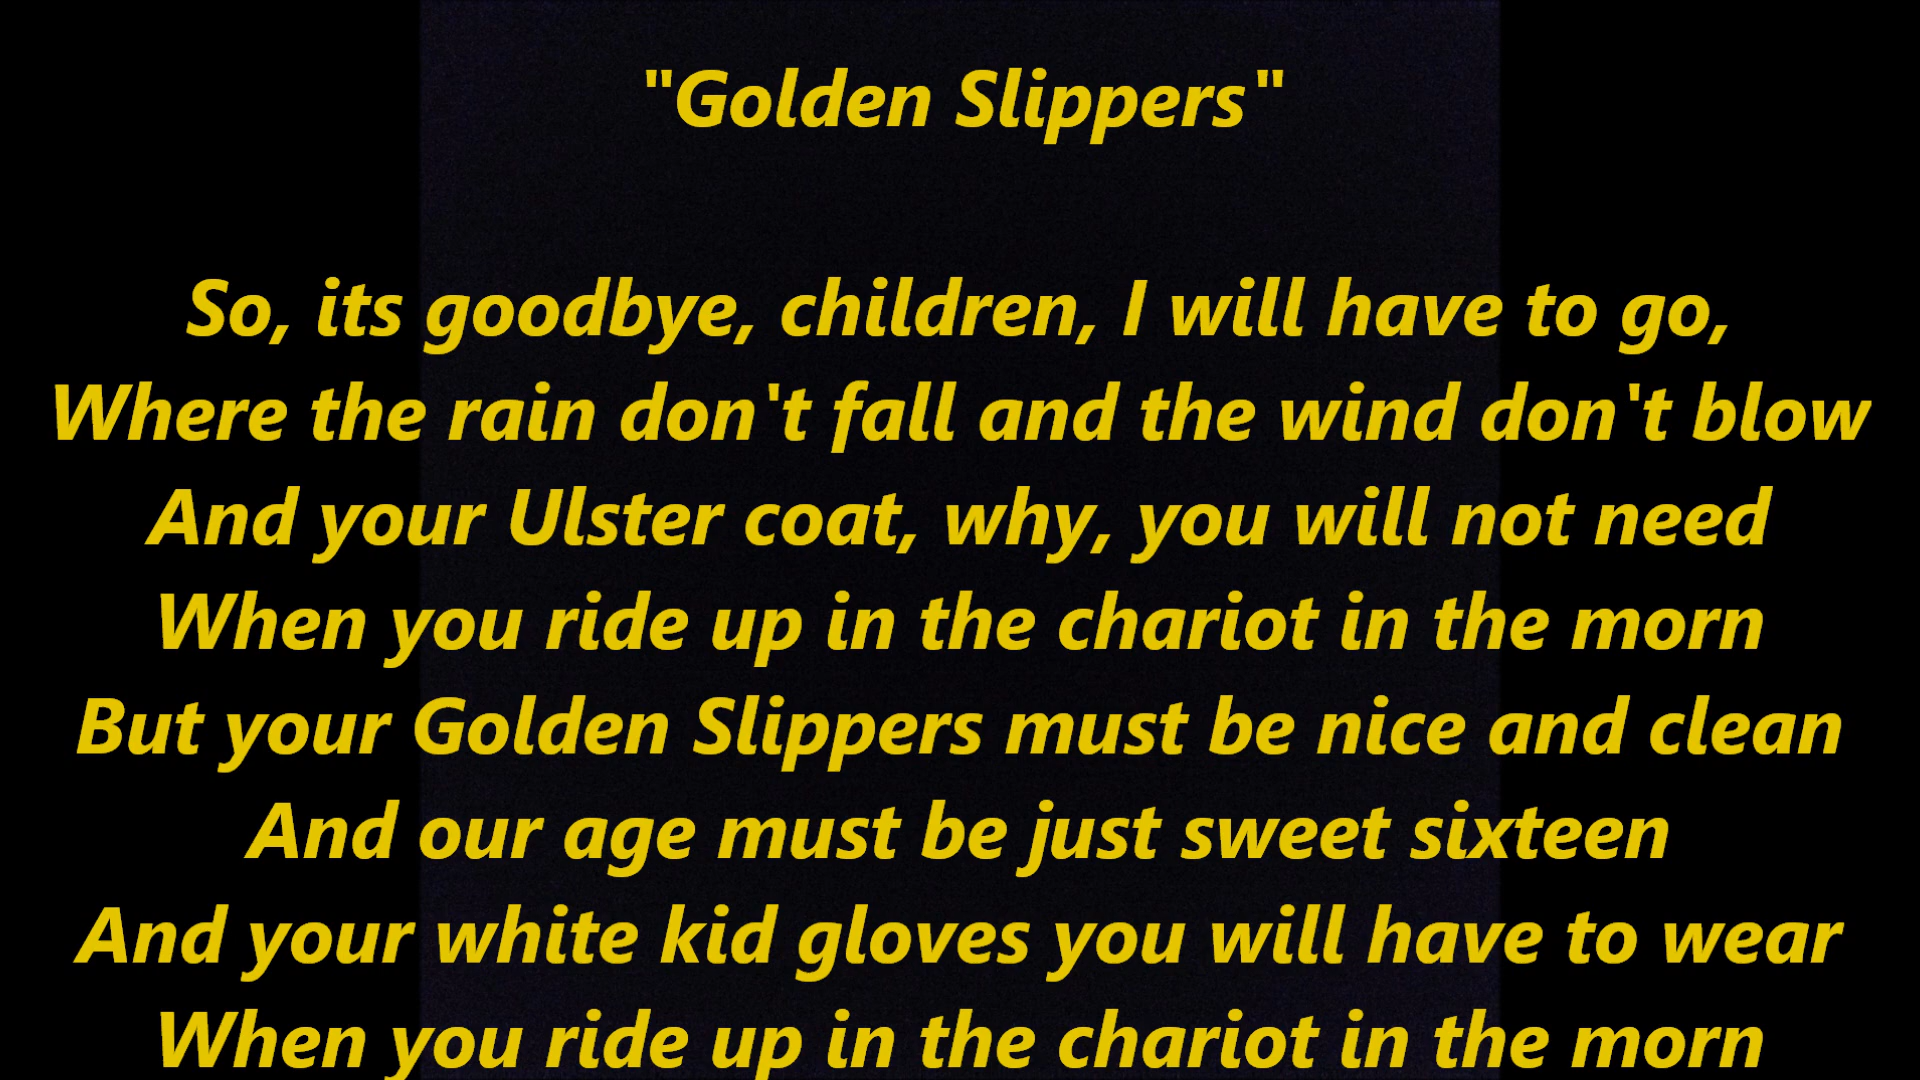 "Golden Slippers"
So, its goodbye, children, I will have to go,
Where the rain don't fall and the wind don't blow
And your Ulster coat, why, you will not need
When you ride up in the chariot in the morn
But your Golden Slippers must be nice and clean
And our age must be just sweet sixteen
And your white kid gloves you will have to wear
When you ride up in the chariot in the morn